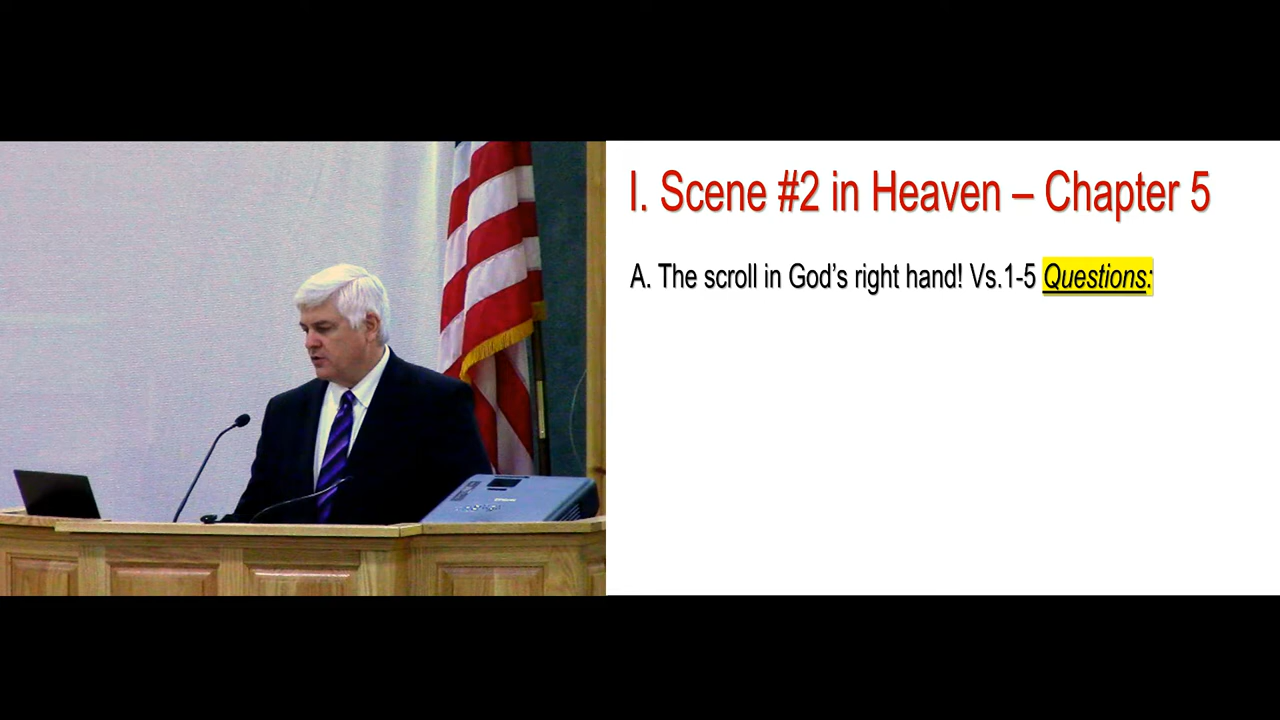 I. Scene #2 in Heaven – Chapter 5
A. The scroll in God’s right hand! Vs.1-5 Questions: